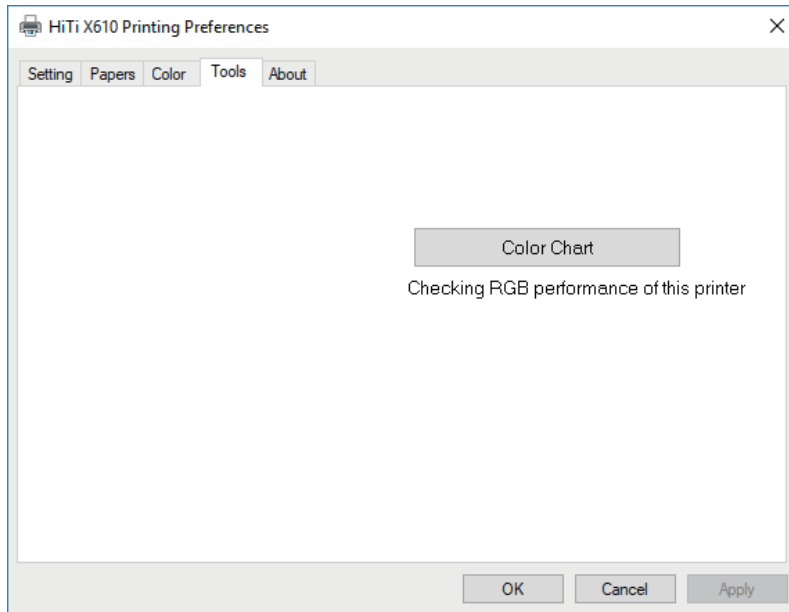 HiTi X610 Printing Preferences
Setting Papers Color Tools About
Color Chart
Checking RGB performance of this printer
OK Cancel Apply